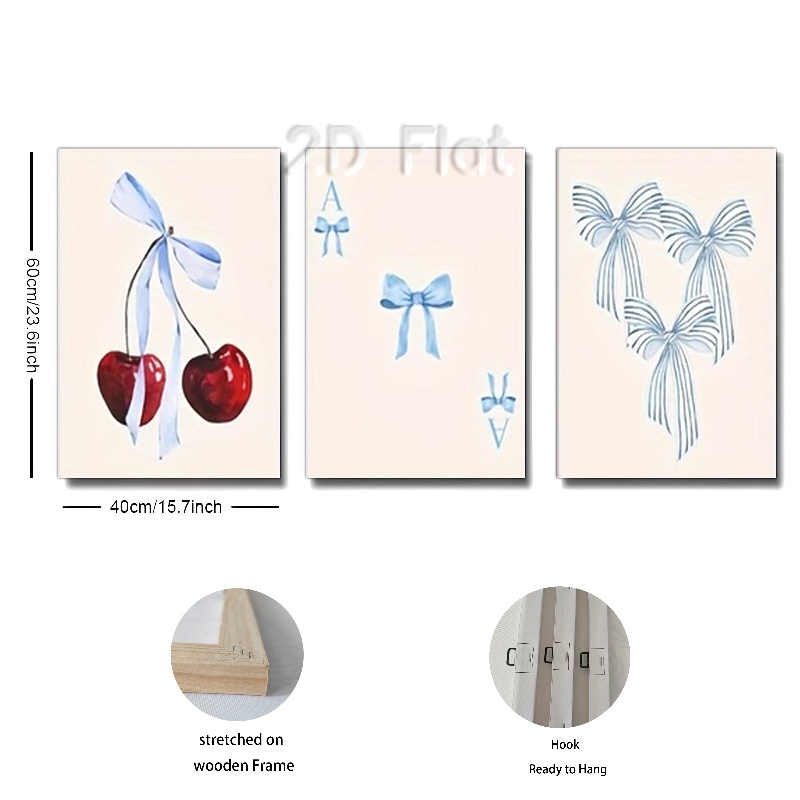 2D Flat
A
A
60cm/23.6inch
40cm/15.7inch
stretched on
wooden Frame
Hook
Ready to Hang